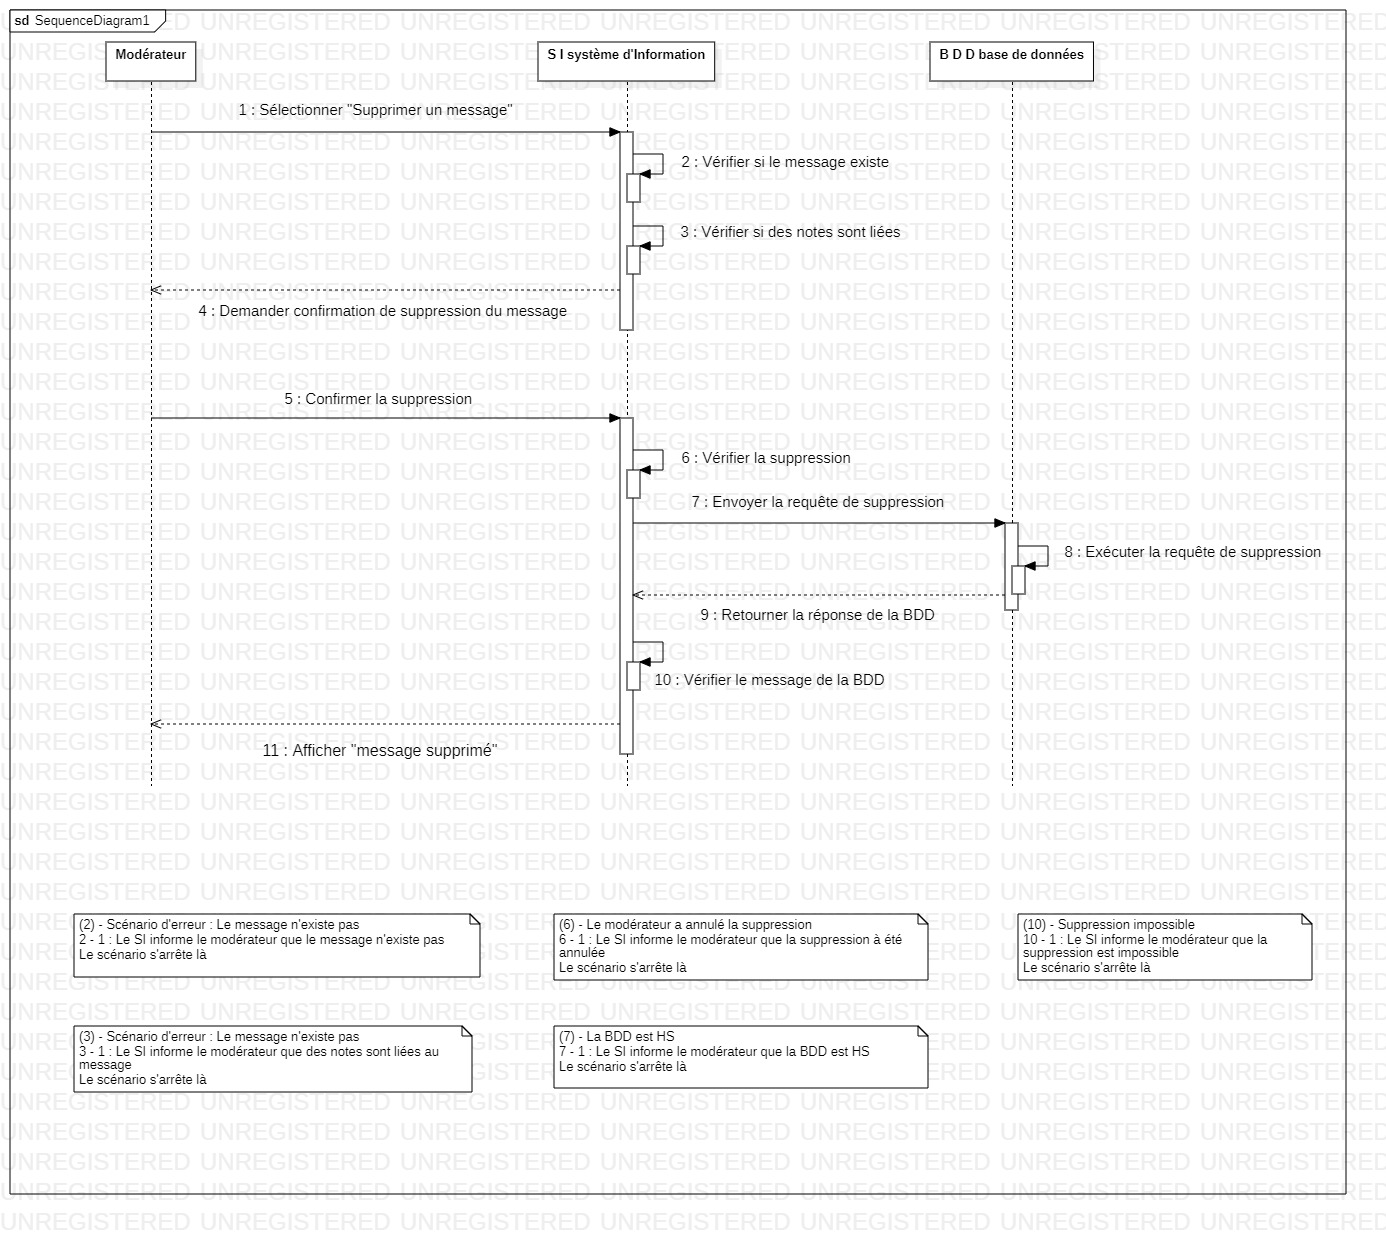 sd SequenceDiagram1
Modérateur
S I système d'Information
B D D base de données
1 : Sélectionner "Supprimer un message"
2 : Vérifier si le message existe
3 : Vérifier si des notes sont liées
4 : Demander confirmation de suppression du message
5 : Confirmer la suppression
6 : Vérifier la suppression
7 : Envoyer la requête de suppression
8 : Exécuter la requête de suppression
9 : Retourner la réponse de la BDD
10 : Vérifier le message de la BDD
11 : Afficher "message supprimé"
(2) - Scénario d'erreur : Le message n'existe pas
2 - 1 : Le SI informe le modérateur que le message n'existe pas
Le scénario s'arrête là
(6) - Le modérateur a annulé la suppression
6 - 1 : Le SI informe le modérateur que la suppression à été
annulée
Le scénario s'arrête là
(10) - Suppression impossible
10 - 1 : Le SI informe le modérateur que la
suppression est impossible
Le scénario s'arrête là
(3) - Scénario d'erreur : Le message n'existe pas
3 - 1 : Le SI informe le modérateur que des notes sont liées au
message
Le scénario s'arrête là
(7) - La BDD est HS
7 - 1 : Le SI informe le modérateur que la BDD est HS
Le scénario s'arrête là
UNREGISTERED